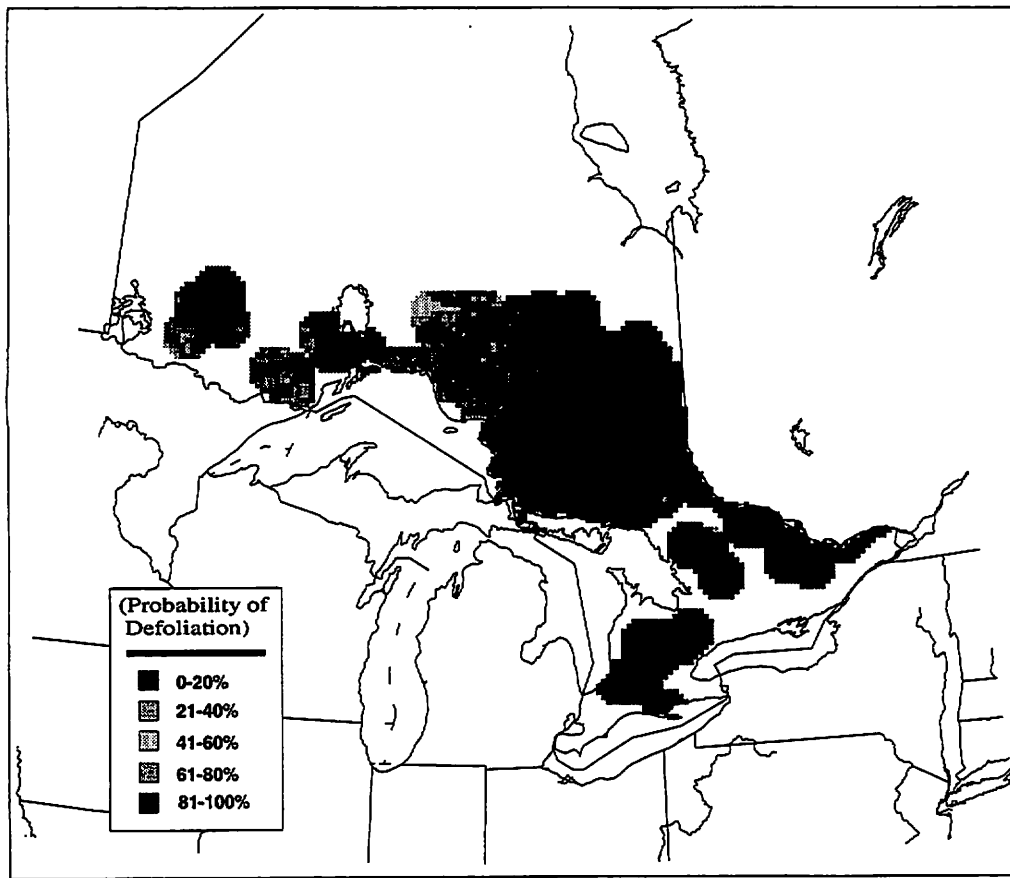 (Probability of
Defoliation)
0-20%
21-40%
41-60%
61-80%
81-100%